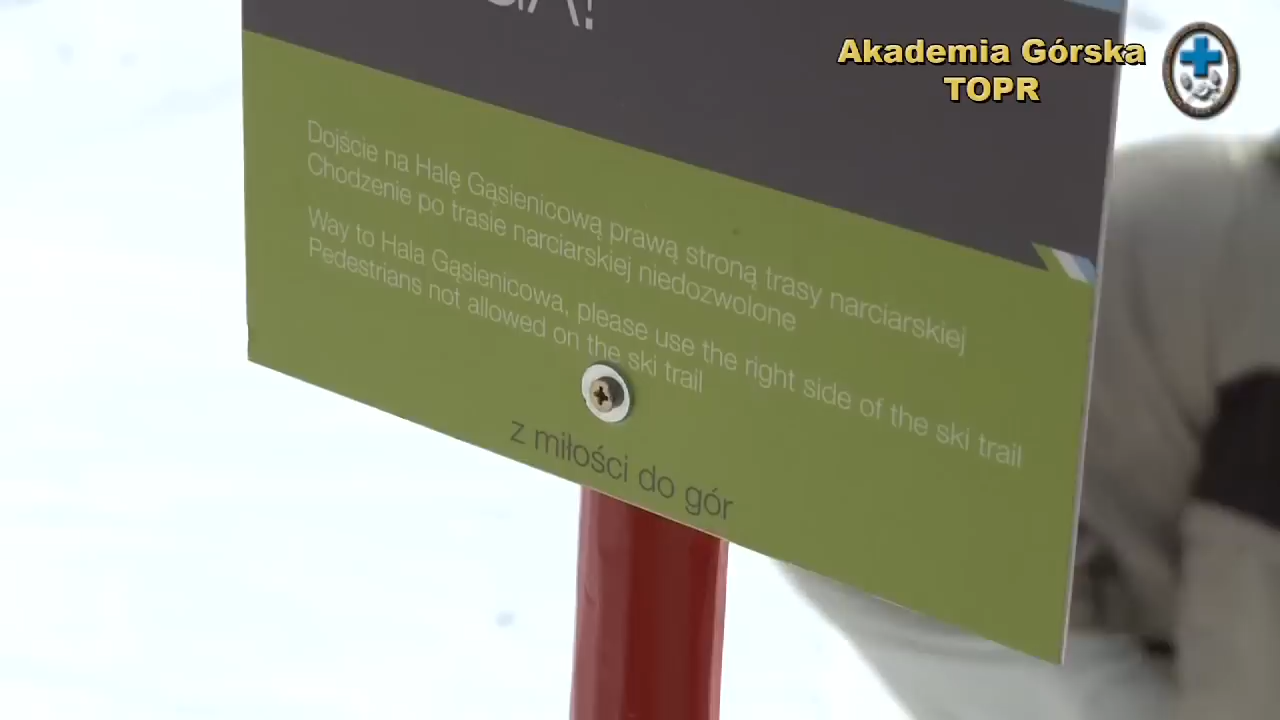 Akademia Górska
TOPR
Dojście na Halę Gąsienicową prawą stroną trasy narciarskiej
Chodzenie po trasie narciarskiej niedozwolone
Way to Hala Gąsienicowa, please use the right side of the ski trail
Pedestrians not allowed on the ski trail
z miłości do gór